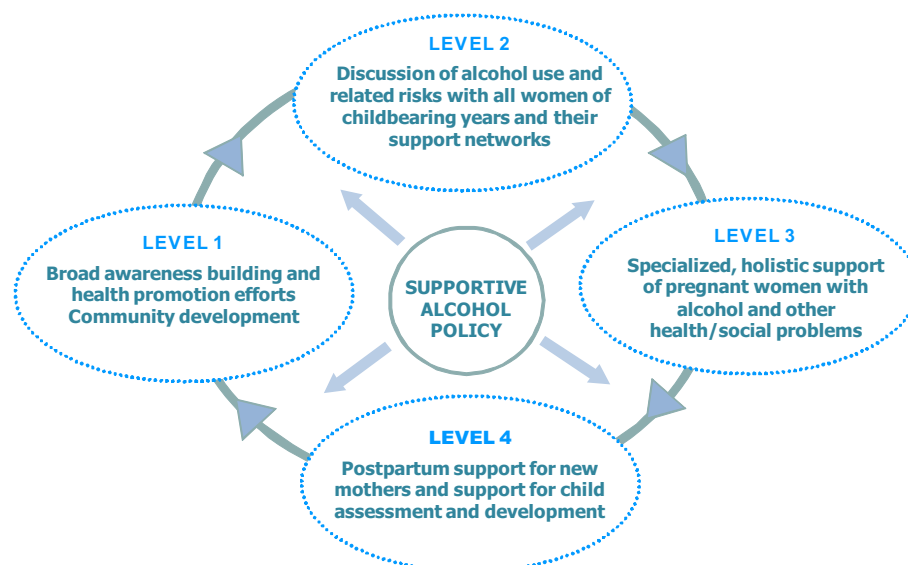 LEVEL 2
Discussion of alcohol use and
related risks with all women of
childbearing years and their
support networks
LEVEL 1
Broad awareness building and
health promotion efforts
Community development
SUPPORTIVE
ALCOHOL
POLICY
LEVEL 3
Specialized, holistic support
of pregnant women with
alcohol and other
health/social problems
LEVEL 4
Postpartum support for new
mothers and support for child
assessment and development